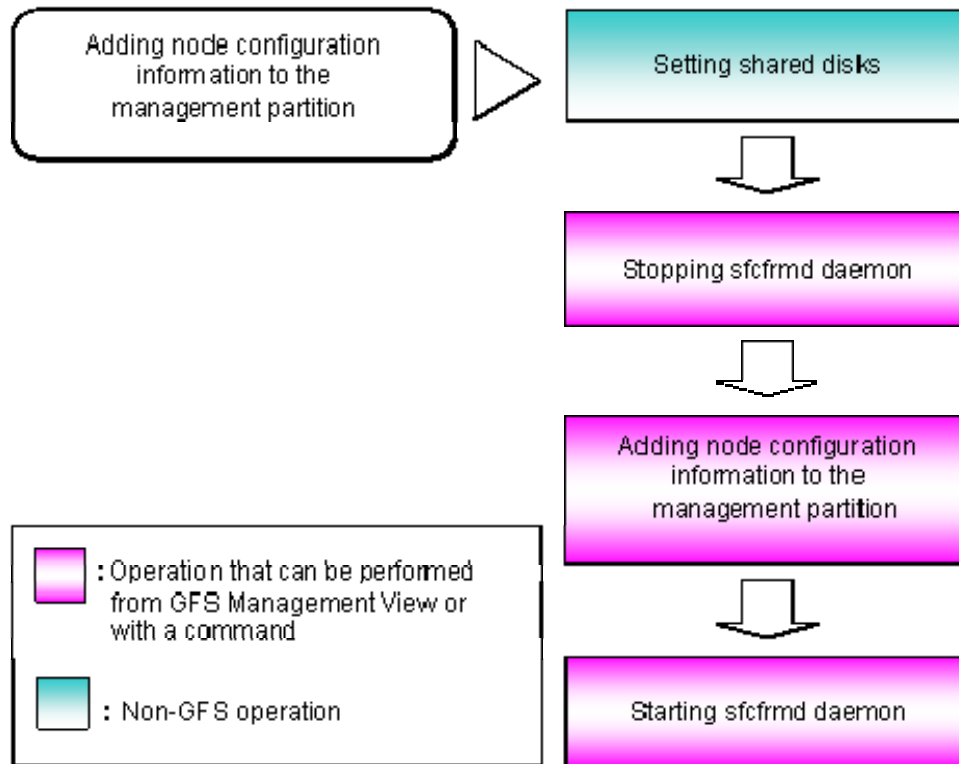 Adding node configuration
information to the
management partition
Setting shared disks
Stopping sfcfrmd daemon
Adding node configuration
information to the
management partition
Starting sfcfrmd daemon
: Operation that can be performed
from GFS Management View or
with a command
: Non-GFS operation